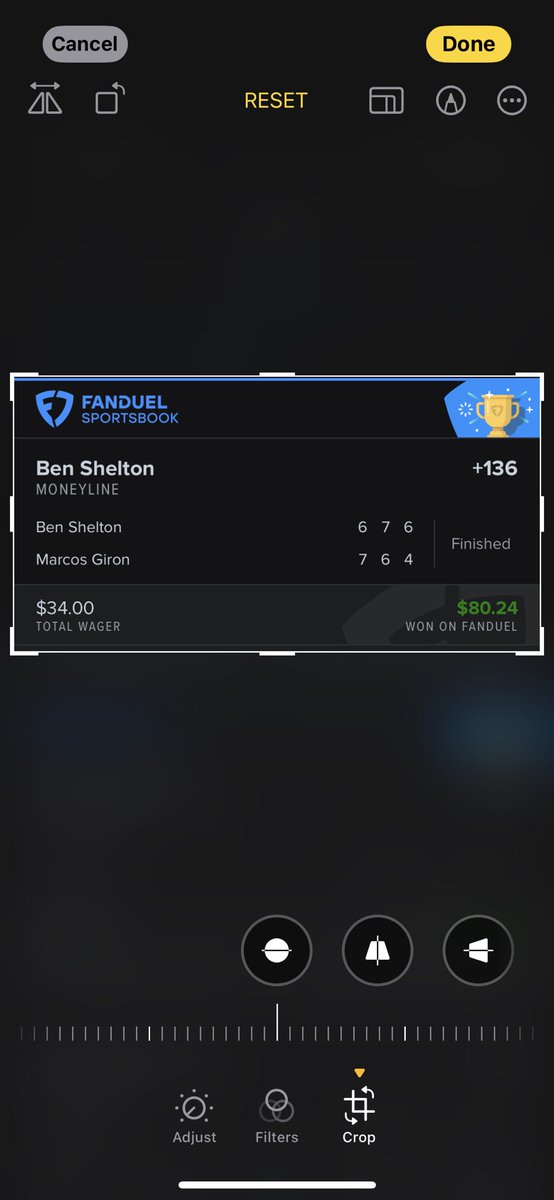 Cancel
Done
RESET
FANDUEL
SPORTSBOOK
Ben Shelton +136
MONEYLINE
Ben Shelton 6 7 6
Marcos Giron 7 6 4
Finished
$34.00 $80.24
TOTAL WAGER WON ON FANDUEL
Adjust Filters Crop